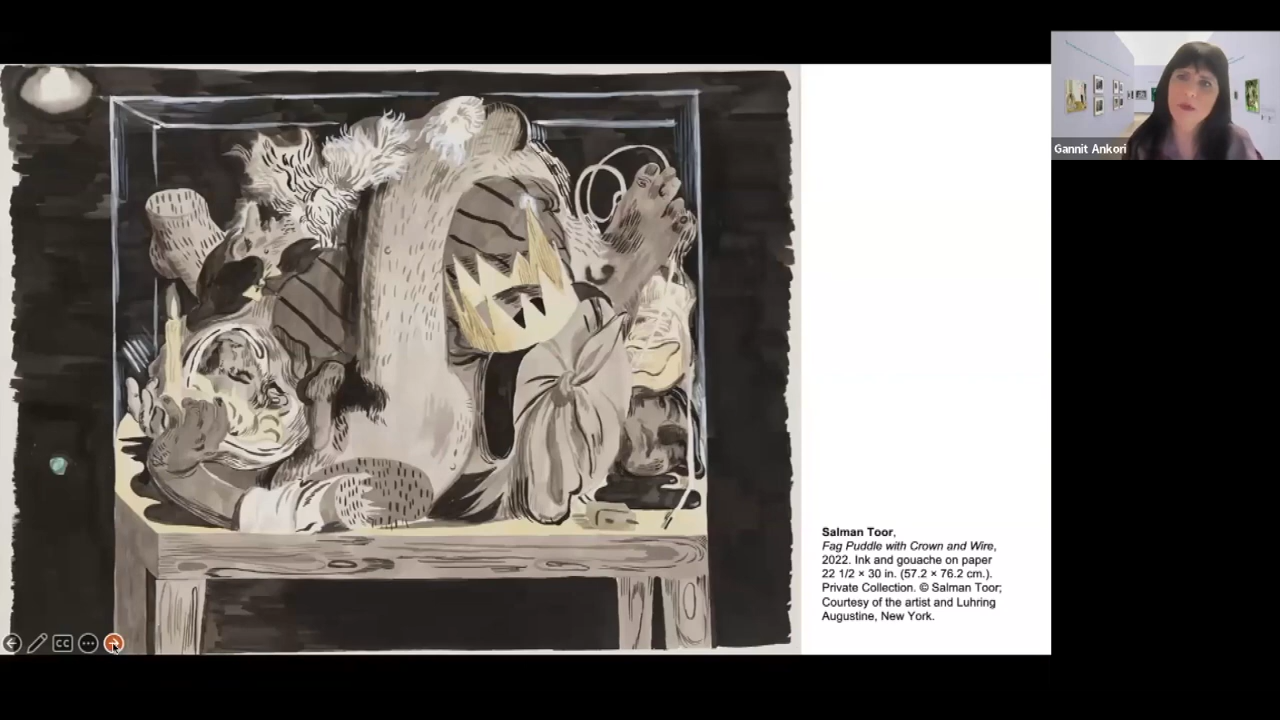 Gannit Ankori
Salman Toor,
Fag Puddle with Crown and Wire,
2022. Ink and gouache on paper
22 1/2 × 30 in. (57.2 × 76.2 cm.).
Private Collection. © Salman Toor;
Courtesy of the artist and Luhring
Augustine, New York.
CC